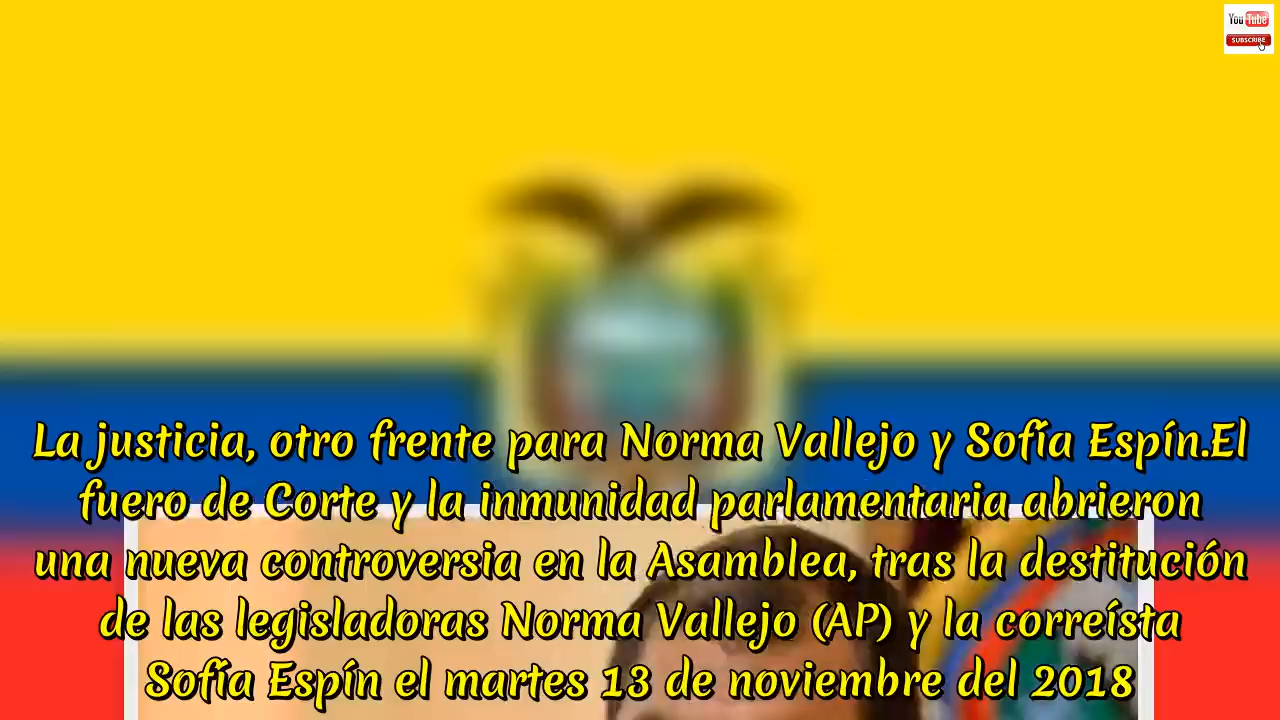 You Tube
SUBSCRIBE
La justicia, otro frente para Norma Vallejo y Sofía Espín.El
fuero de Corte y la inmunidad parlamentaria abrieron
una nueva controversia en la Asamblea, tras la destitución
de las legisladoras Norma Vallejo (AP) y la correísta
Sofía Espín el martes 13 de noviembre del 2018